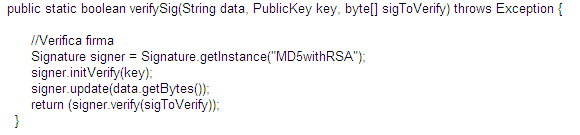 public static boolean verifySig(String data, PublicKey key, byte[] sigToVerify) throws Exception {
//Verifica firma
Signature signer = Signature.getInstance("MD5withRSA");
signer.initVerify(key);
signer.update(data.getBytes());
return (signer.verify(sigToVerify));
}